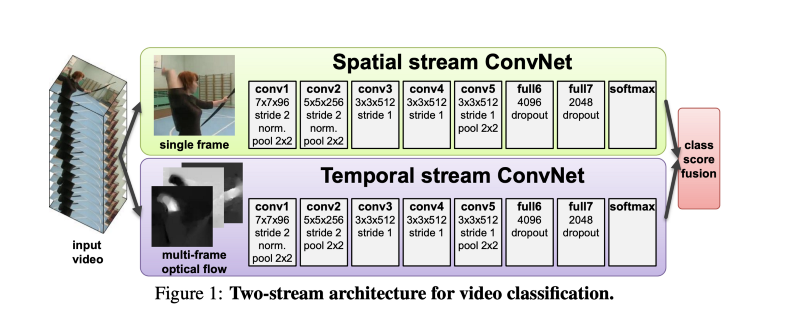 Spatial stream ConvNet
single frame
conv1
7x7x96
stride 2
norm.
pool 2x2
conv2
5x5x256
stride 2
norm.
pool 2x2
conv3
3x3x512
stride 1
conv4
3x3x512
stride 1
conv5
3x3x512
stride 1
pool 2x2
full6
4096
dropout
full7
2048
dropout
softmax
Temporal stream ConvNet
multi-frame
optical flow
conv1
7x7x96
stride 2
norm.
pool 2x2
conv2
5x5x256
stride 2
pool 2x2
conv3
3x3x512
stride 1
conv4
3x3x512
stride 1
conv5
3x3x512
stride 1
pool 2x2
full6
4096
dropout
full7
2048
dropout
softmax
input
video
class
score
fusion
Figure 1: Two-stream architecture for video classification.